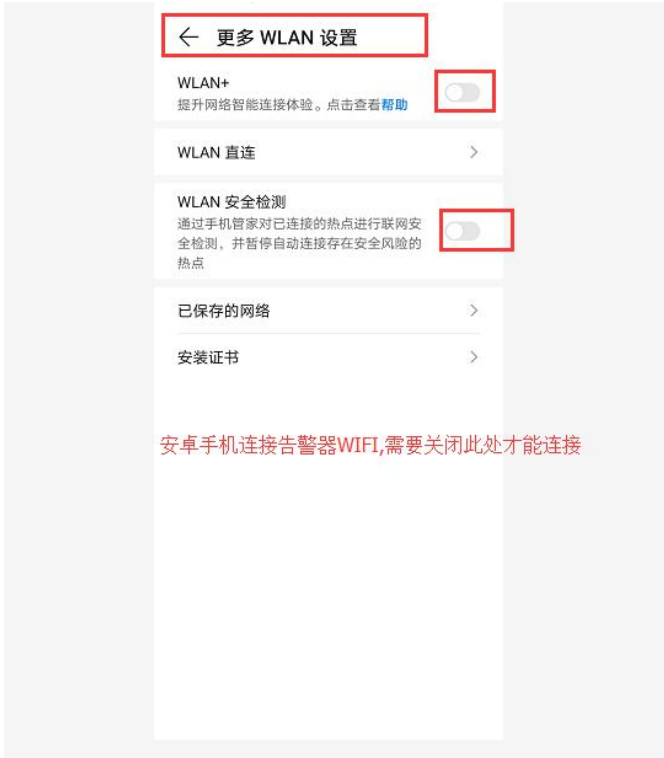 更多 WLAN 设置
WLAN+
提升网络智能连接体验。点击查看帮助
WLAN 直连
WLAN 安全检测
通过手机管家对已连接的热点进行联网安
全检测，并暂停自动连接存在安全风险的
热点
已保存的网络
安装证书
安卓手机连接告警器WIFI,需要关闭此处才能连接